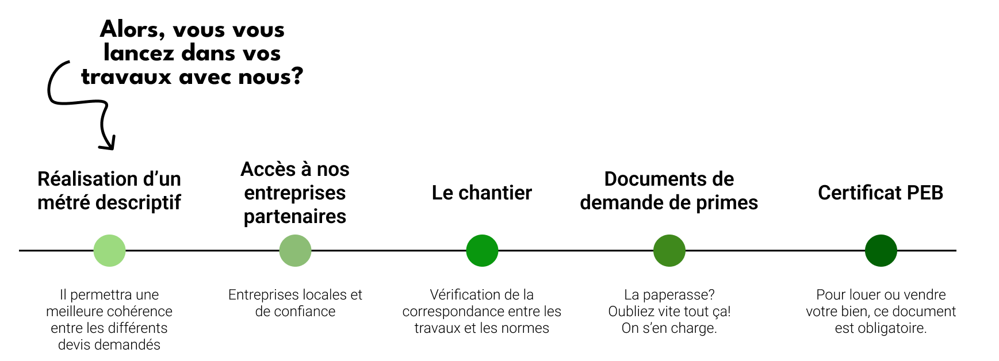 Alors, vous vous
lancez dans vos
travaux avec nous?
Réalisation d’un
métré descriptif
Il permettra une
meilleure cohérence
entre les différents
devis demandés
Accès à nos
entreprises
partenaires
Entreprises locales et
de confiance
Le chantier
Vérification de la
correspondance entre les
travaux et les normes
Documents de
demande de primes
La paperasse?
Oubliez vite tout ça!
On s’en charge.
Certificat PEB
Pour louer ou vendre
votre bien, ce document
est obligatoire.